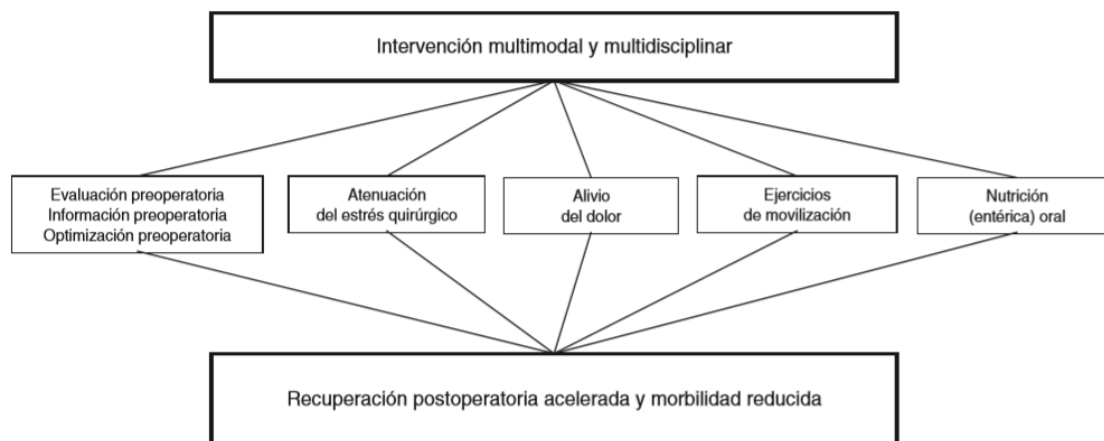 Intervención multimodal y multidisciplinar
Evaluación preoperatoria
Información preoperatoria
Optimización preoperatoria
Atenuación
del estrés quirúrgico
Alivio
del dolor
Ejercicios
de movilización
Nutrición
(entérica) oral
Recuperación postoperatoria acelerada y morbilidad reducida